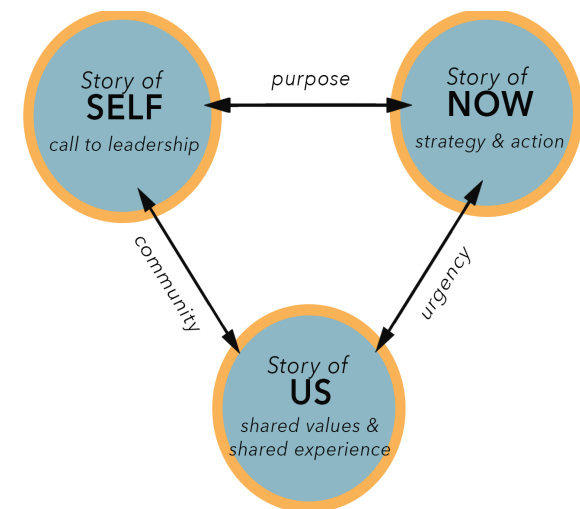 Story of
SELF
call to leadership
purpose
Story of
NOW
strategy & action
community
urgency
Story of
US
shared values &
shared experience